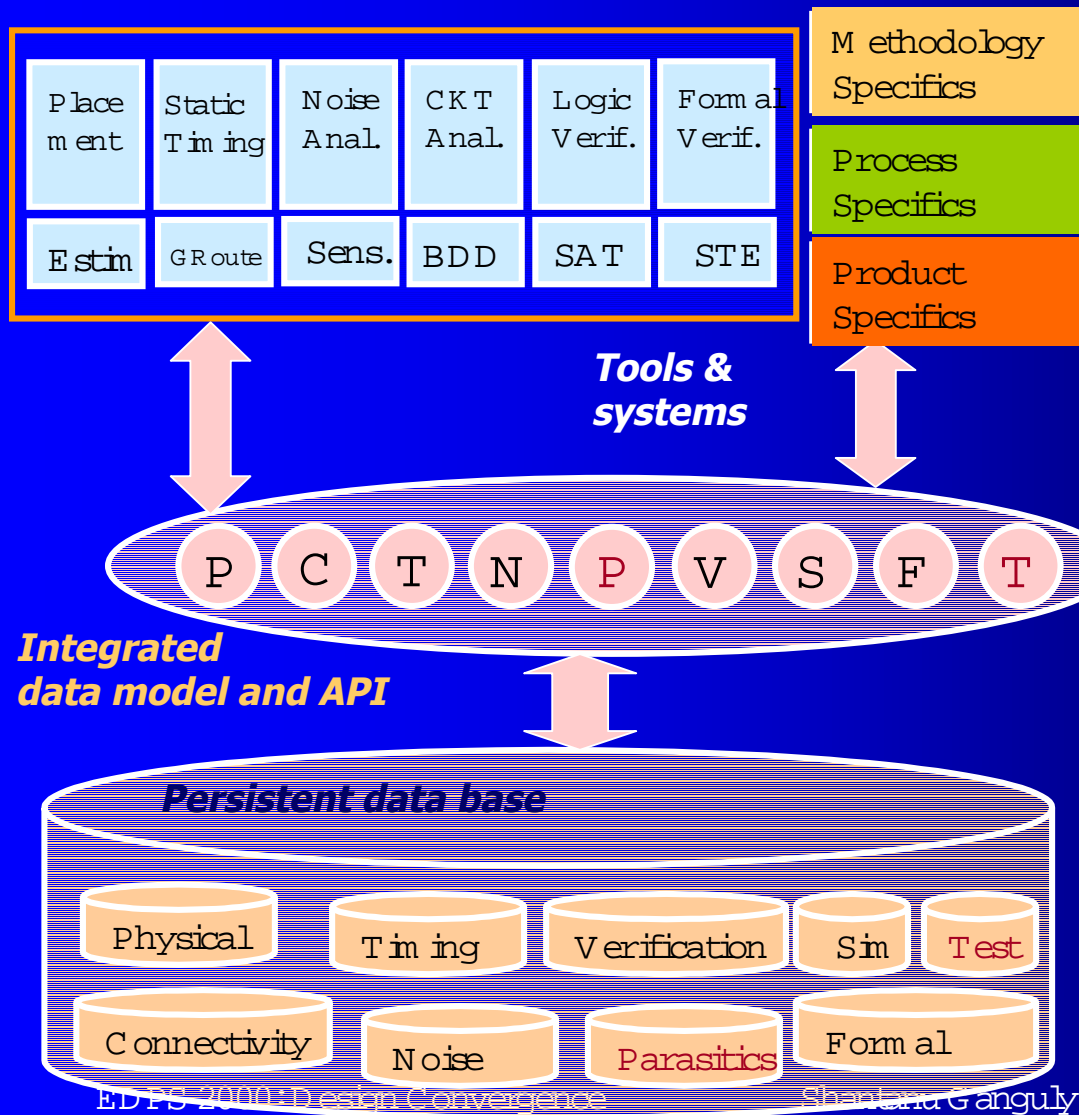 Place
ment
Static
Timing
Noise
Anal.
CKT
Anal.
Logic
Verif.
Formal
Verif.
Estim
GRoute
Sens.
BDD
SAT
STE
Methodology
Specifics
Process
Specifics
Product
Specifics
Tools &
systems
P C T N P V S F T
Integrated
data model and API
Persistent data base
Physical
Timing
Verification
Sim
Test
Connectivity
Noise
Parasitics
Formal
EDPS 2000: Design Convergence
Shantanu Ganguly